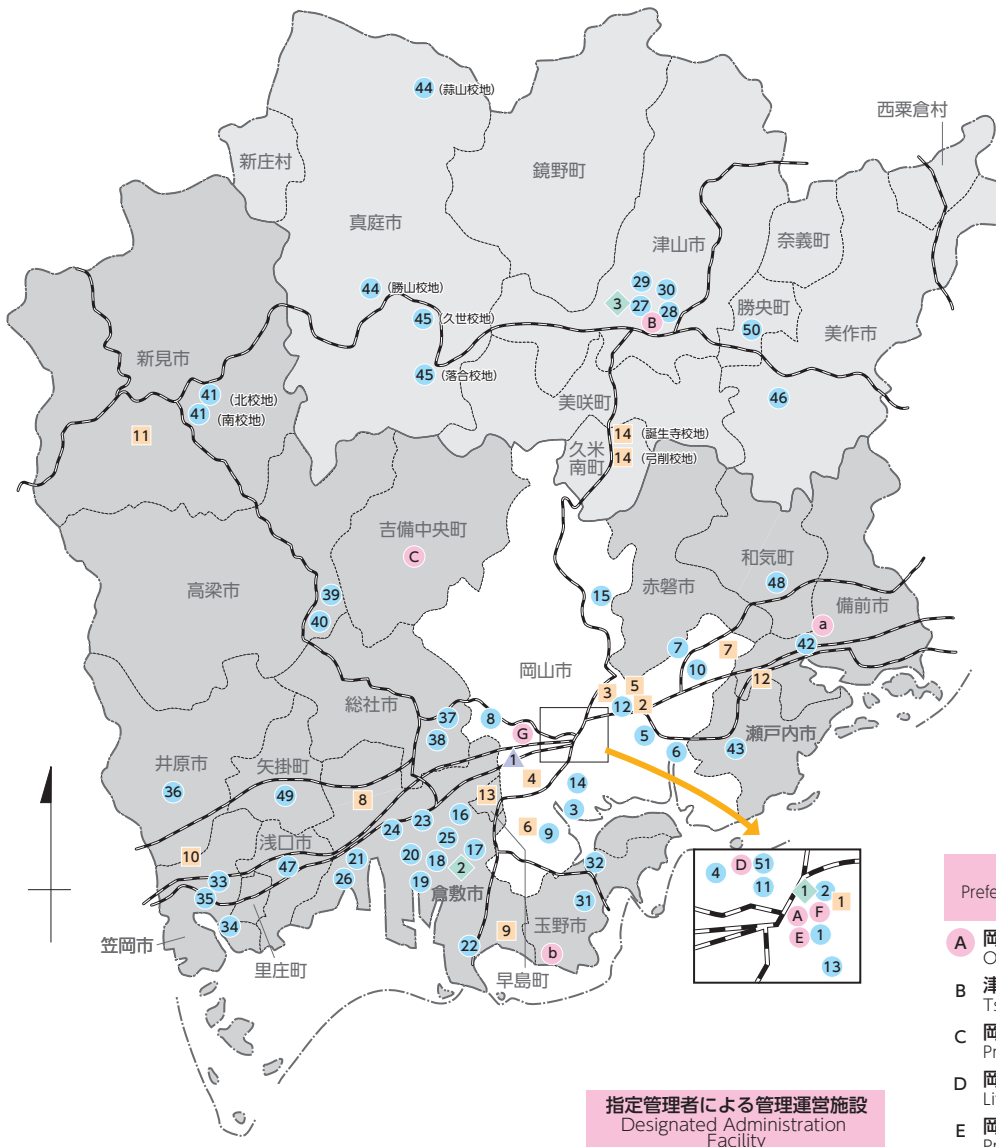 44 (蒜山校地)
西粟倉村
新庄村
鏡野町
真庭市
津山市
奈義町
44 (勝山校地)
29
30
3
27
28
B
勝央町
50
45 (久世校地)
美作市
新見市
45 (落合校地)
41 (北校地)
41 (南校地)
美咲町
46
11
14 (誕生寺校地)
久米
南町
14 (弓削校地)
吉備中央町
C
和気町
赤磐市
48
高梁市
39
15
備前市
40
a
42
7
7
岡山市
10
12
3
5
12
2
総社市
37
8
G
38
5
6
43
瀬戸内市
1
井原市
矢掛町
36
49
8
13
4
14
3
16
23
24
6
9
浅口市
25
17
10
47
21
20
18
2
32
33
26
19
倉敷市
35
31
34
玉野市
22
9
b
笠岡市
里庄町
早島町
4
D
51
11
1
2
1
A
F
E
1
13
Prefe
A 岡
O
B 津
Ts
C 岡
Pr
D 岡
Li
E 岡
Pr
指定管理者による管理運営施設
Designated Administration
Facility